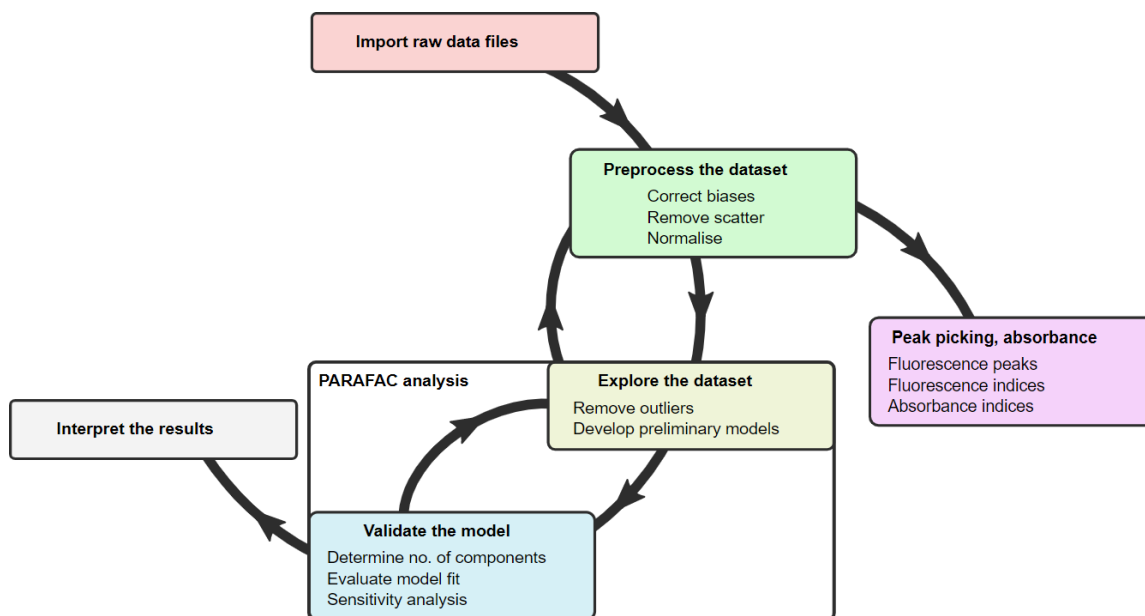 Import raw data files
Preprocess the dataset
Correct biases
Remove scatter
Normalise
Peak picking, absorbance
Fluorescence peaks
Fluorescence indices
Absorbance indices
PARAFAC analysis
Explore the dataset
Remove outliers
Develop preliminary models
Interpret the results
Validate the model
Determine no. of components
Evaluate model fit
Sensitivity analysis